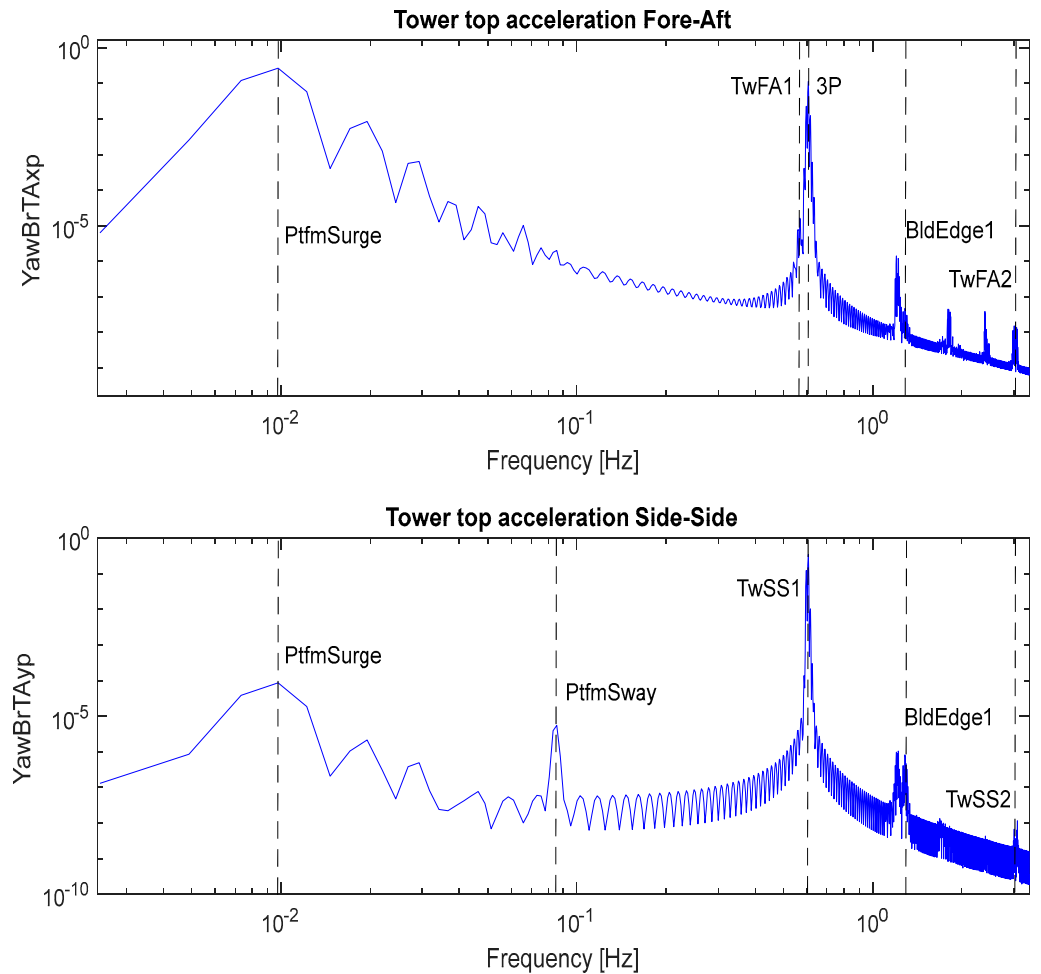 Tower top acceleration Fore-Aft
10^0
TwFA1
3P
10^-5
PtfmSurge
BldEdge1
TwFA2
YawBrTAxp
10^-2
10^-1
10^0
Frequency [Hz]
Tower top acceleration Side-Side
10^0
TwSS1
PtfmSurge
PtfmSway
10^-5
BldEdge1
TwSS2
YawBrTAyp
10^-10
10^-2
10^-1
10^0
Frequency [Hz]